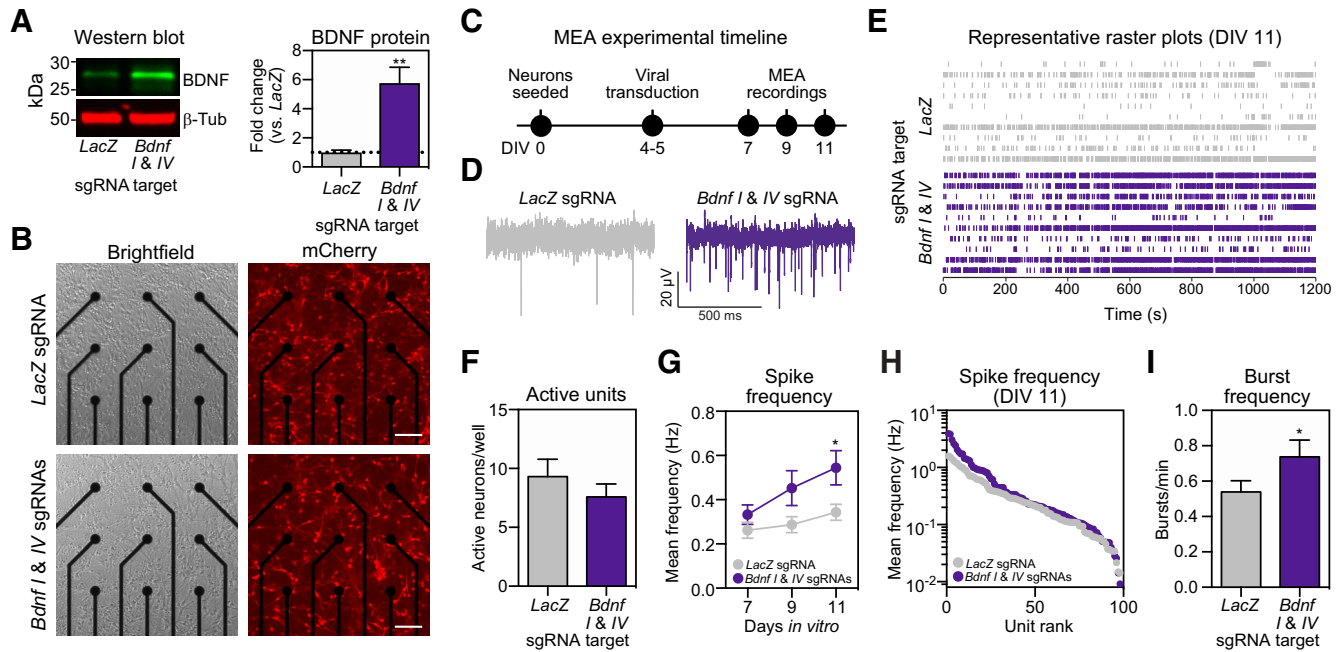 A
Western blot
kDa
30
25
50
BDNF
β-Tub
LacZ
Bdnf
I & IV
sgRNA target
BDNF protein
Fold change
(vs. LacZ)
8
6
4
2
0
**
LacZ
Bdnf
I & IV
sgRNA target
B
Brightfield
mCherry
LacZ sgRNA
Bdnf I & IV sgRNAs
C
MEA experimental timeline
Neurons
seeded
Viral
transduction
MEA
recordings
DIV 0
4-5
7
9
11
D
LacZ sgRNA
Bdnf I & IV sgRNA
20 µV
500 ms
E
Representative raster plots (DIV 11)
sgRNA target
LacZ
Bdnf I & IV
0
200
400
600
800
1000
1200
Time (s)
F
Active units
Active neurons/well
15
10
5
0
LacZ
Bdnf
I & IV
sgRNA target
G
Spike
frequency
Mean frequency (Hz)
0.8
0.6
0.4
0.2
0.0
*
LacZ sgRNA
Bdnf I & IV sgRNAs
7
9
11
Days in vitro
H
Spike frequency
(DIV 11)
Mean frequency (Hz)
10¹
10⁰
10⁻¹
10⁻²
LacZ sgRNA
Bdnf I & IV sgRNAs
0
50
100
Unit rank
I
Burst
frequency
Bursts/min
1.0
0.8
0.6
0.4
0.2
0.0
*
LacZ
Bdnf
I & IV
sgRNA target